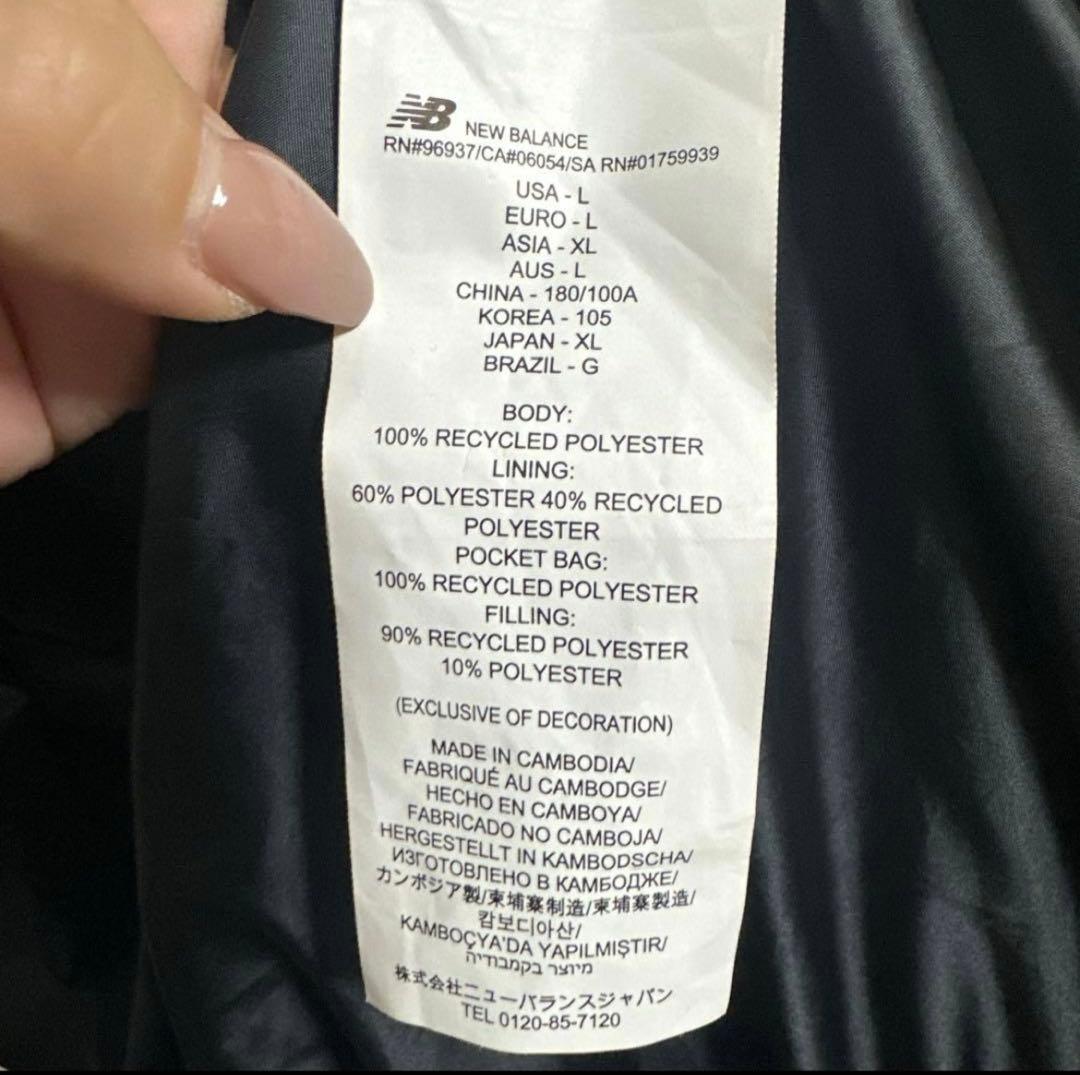 NB NEW BALANCE
RN#96937/CA#06054/SA RN#01759939
USA - L
EURO - L
ASIA - XL
AUS - L
CHINA - 180/100A
KOREA - 105
JAPAN - XL
BRAZIL - G
BODY:
100% RECYCLED POLYESTER
LINING:
60% POLYESTER 40% RECYCLED
POLYESTER
POCKET BAG:
100% RECYCLED POLYESTER
FILLING:
90% RECYCLED POLYESTER
10% POLYESTER
(EXCLUSIVE OF DECORATION)
MADE IN CAMBODIA/
FABRIQUÉ AU CAMBODGE/
HECHO EN CAMBOYA/
FABRICADO NO CAMBOJA/
HERGESTELLT IN KAMBODSCHA/
ИЗГОТОВЛЕНО В КАМБОДЖЕ/
カンボジア製/柬埔寨制造/柬埔寨製造/
캄보디아산/
KAMBOÇYA'DA YAPILMIŞTIR/
מיוצר בקמבודיה
株式会社ニューバランスジャパン
TEL 0120-85-7120